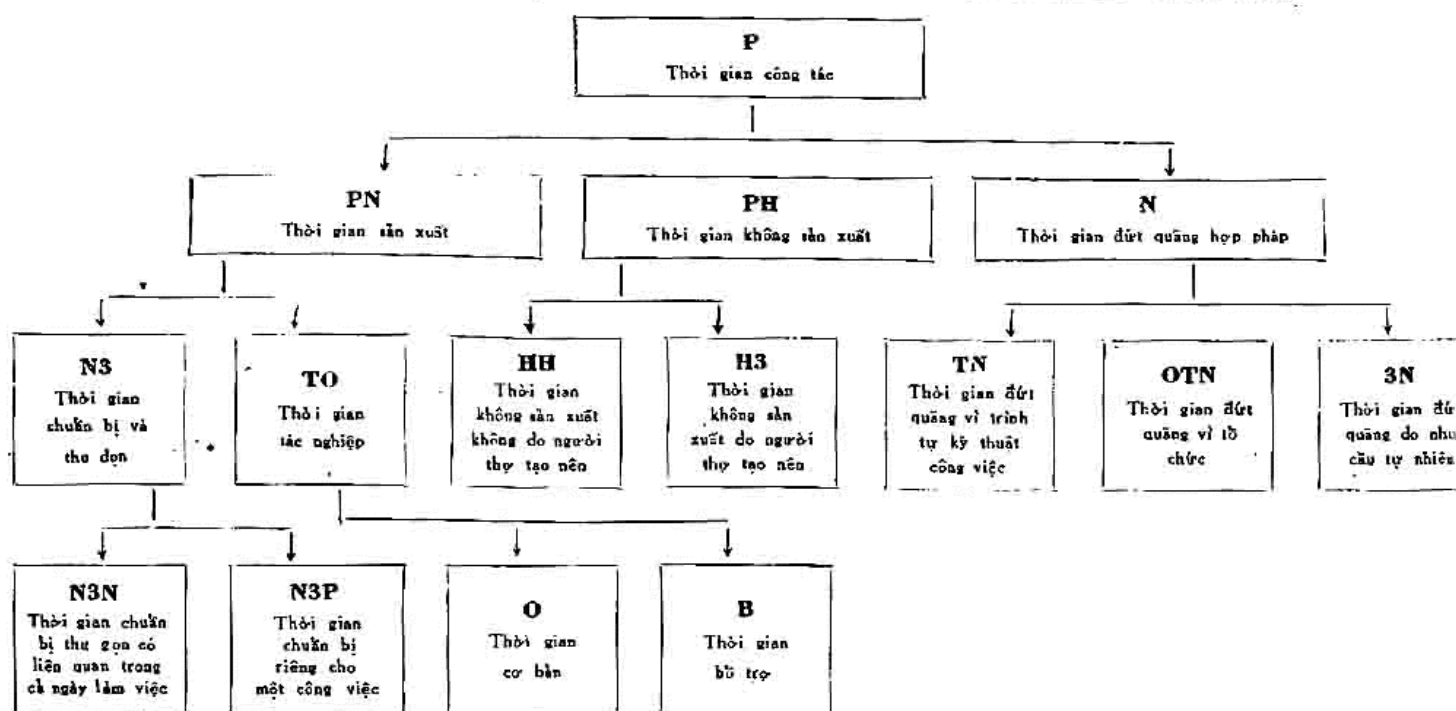 P
Thời gian công tác
PN
Thời gian sản xuất
PH
Thời gian không sản xuất
N
Thời gian đứt quãng hợp pháp
N3
Thời gian
chuẩn bị và
thu dọn
TO
Thời gian
tác nghiệp
HH
Thời gian
không sản xuất
không do người
thợ tạo nên
H3
Thời gian
không sản
xuất do người
thợ tạo nên
TN
Thời gian đứt
quãng vì trình
tự kỹ thuật
công việc
OTN
Thời gian đứt
quãng vì tổ
chức
3N
Thời gian đứ
quãng do nhu
cầu tự nhiên
N3N
Thời gian chuẩn
bị thu gọn có
liên quan trong
cả ngày làm việc
N3P
Thời gian
chuẩn bị
riêng cho
một công việc
O
Thời gian
cơ bản
B
Thời gian
bổ trợ